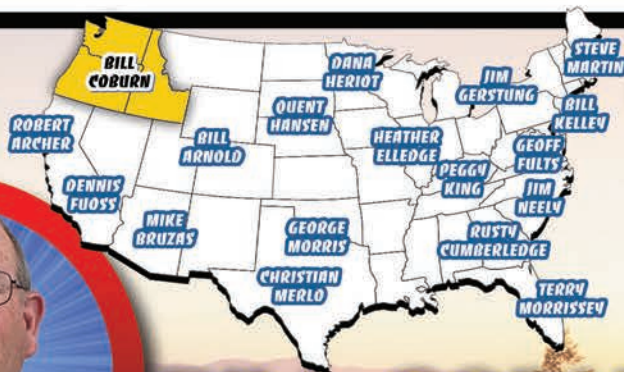 BILL
COBURN
DANA
HERIOT
STEVE
MARTIN
JIM
GERSTUNG
QUENT
HANSEN
BILL
KELLEY
ROBERT
ARCHER
BILL
ARNOLD
HEATHER
ELLEDGE
GEOFF
FULTS
PEGGY
KING
DENNIS
FUOSS
JIM
NEELY
MIKE
BRUZAS
GEORGE
MORRIS
RUSTY
CUMBERLEDGE
CHRISTIAN
MERLO
TERRY
MORRISSEY